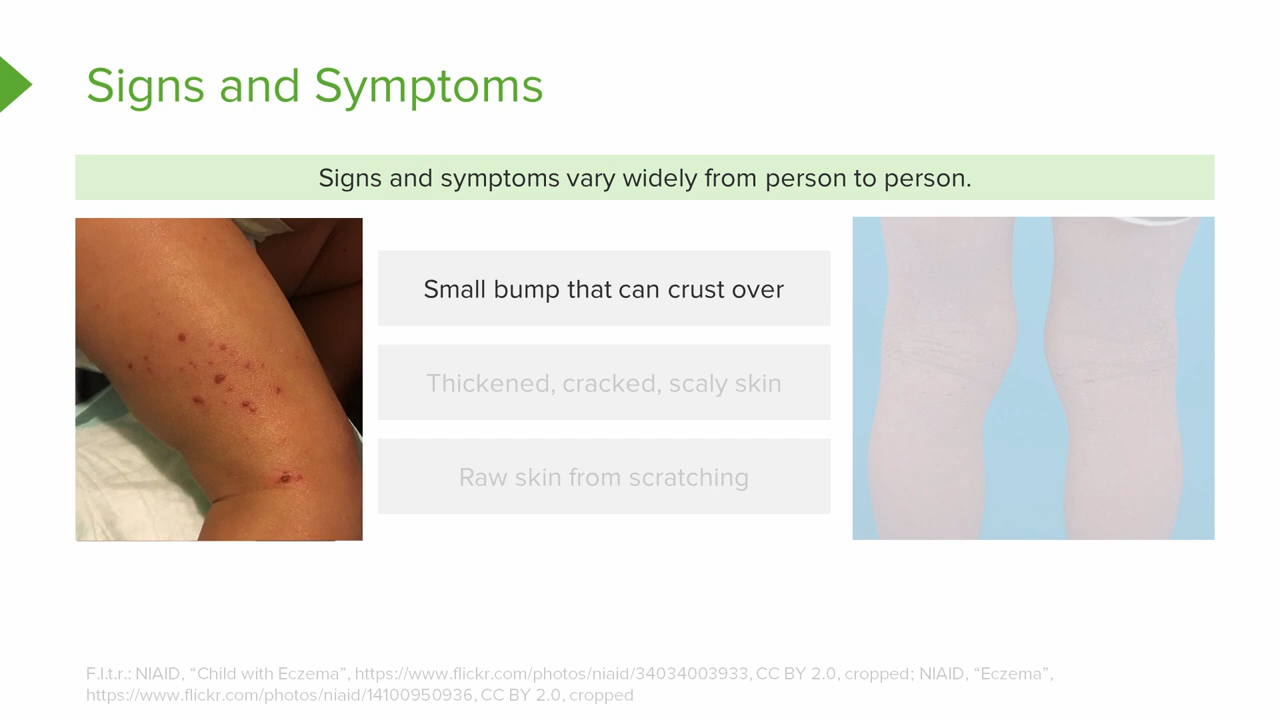 Signs and Symptoms
Signs and symptoms vary widely from person to person.
Small bump that can crust over
Thickened, cracked, scaly skin
Raw skin from scratching
F.l.t.r.: NIAID, “Child with Eczema”, https://www.flickr.com/photos/niaid/34034003933, CC BY 2.0, cropped; NIAID, “Eczema”,
https://www.flickr.com/photos/niaid/14100950936, CC BY 2.0, cropped